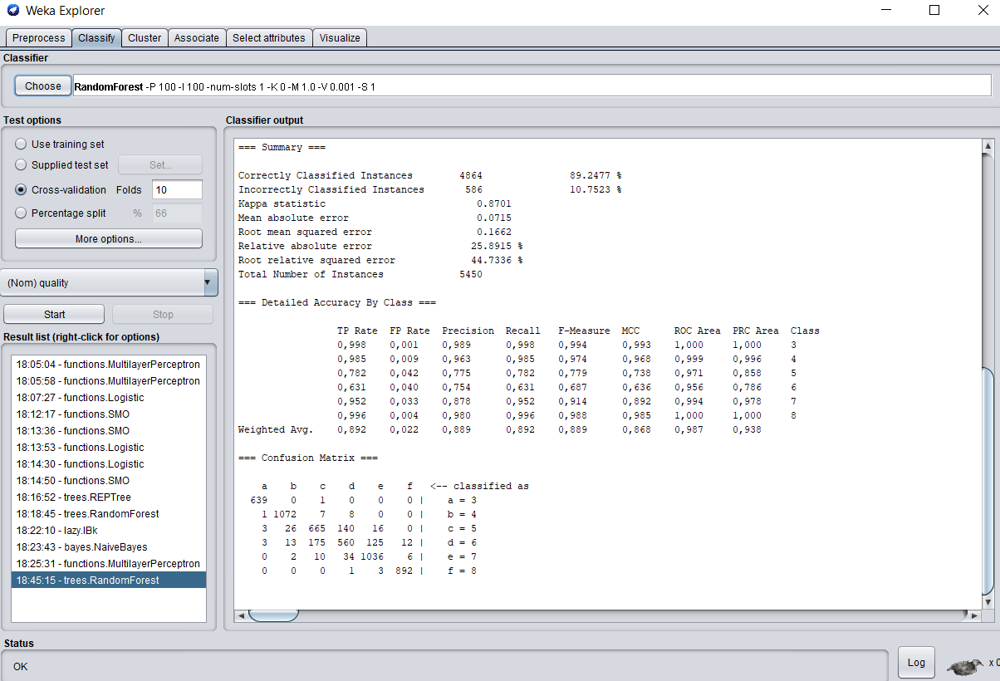 Weka Explorer
Preprocess Classify Cluster Associate Select attributes Visualize
Classifier
Choose RandomForest -P 100 -I 100 -num-slots 1 -K 0 -M 1.0 -V 0.001 -S 1
Test options
Use training set
Supplied test set Set...
Cross-validation Folds 10
Percentage split % 66
More options...
(Nom) quality
Start Stop
Result list (right-click for options)
18:05:04 - functions.MultilayerPerceptron
18:05:58 - functions.MultilayerPerceptron
18:07:27 - functions.Logistic
18:12:17 - functions.SMO
18:13:36 - functions.SMO
18:13:53 - functions.Logistic
18:14:30 - functions.Logistic
18:14:50 - functions.SMO
18:16:52 - trees.REPTree
18:18:45 - trees.RandomForest
18:22:10 - lazy.IBk
18:23:43 - bayes.NaiveBayes
18:25:31 - functions.MultilayerPerceptron
18:45:15 - trees.RandomForest
Classifier output
=== Summary ===
Correctly Classified Instances 4864 89.2477 %
Incorrectly Classified Instances 586 10.7523 %
Kappa statistic 0.8701
Mean absolute error 0.0715
Root mean squared error 0.1662
Relative absolute error 25.8915 %
Root relative squared error 44.7336 %
Total Number of Instances 5450
=== Detailed Accuracy By Class ===
TP Rate FP Rate Precision Recall F-Measure MCC ROC Area PRC Area Class
0,998 0,001 0,989 0,998 0,994 0,993 1,000 1,000 3
0,985 0,009 0,963 0,985 0,974 0,968 0,999 0,996 4
0,782 0,042 0,775 0,782 0,779 0,738 0,971 0,858 5
0,631 0,040 0,754 0,631 0,687 0,636 0,956 0,786 6
0,952 0,033 0,878 0,952 0,914 0,892 0,994 0,978 7
0,996 0,004 0,980 0,996 0,988 0,985 1,000 1,000 8
Weighted Avg. 0,892 0,022 0,889 0,892 0,889 0,868 0,987 0,938
=== Confusion Matrix ===
a b c d e f <-- classified as
639 0 1 0 0 0 | a = 3
1 1072 7 8 0 0 | b = 4
3 26 665 140 16 0 | c = 5
3 13 175 560 125 12 | d = 6
0 2 10 34 1036 6 | e = 7
0 0 0 1 3 892 | f = 8
Status
OK
Log
x 0